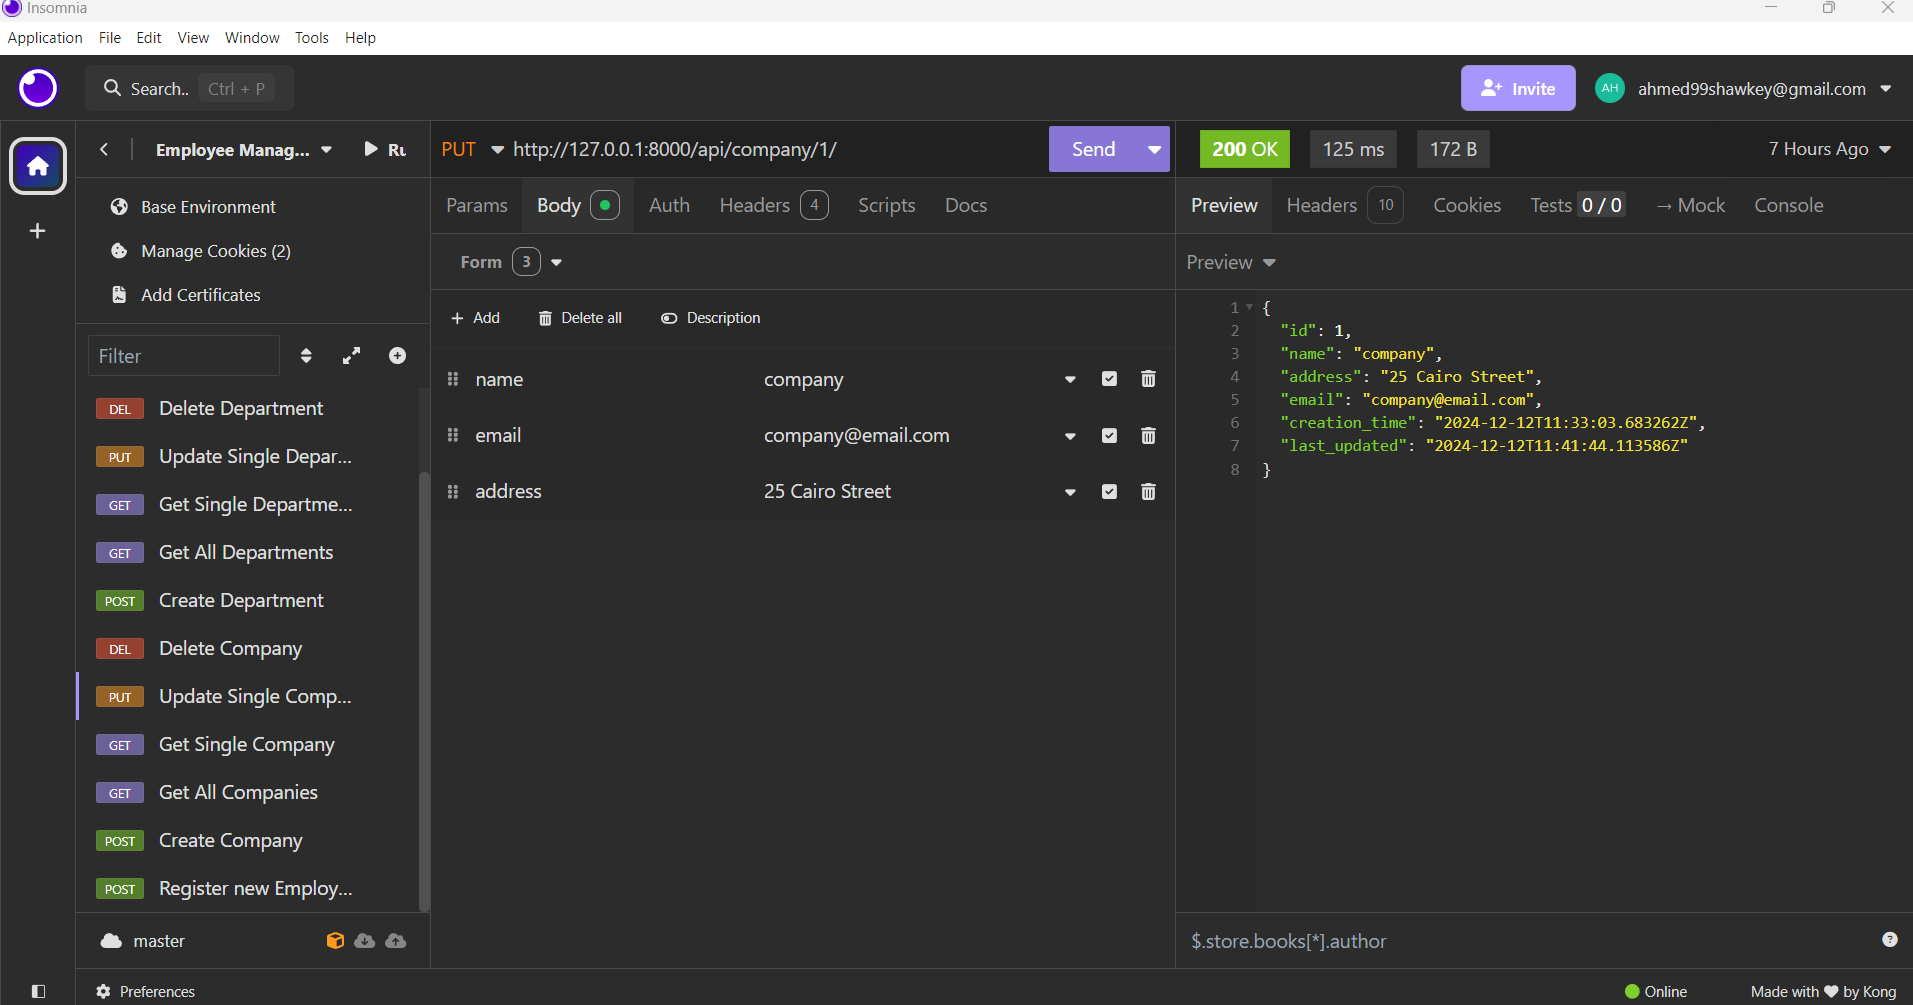 Insomnia
Application File Edit View Window Tools Help
Search.. Ctrl + P
Invite
AH ahmed99shawkey@gmail.com
Employee Manag...
Ru
Base Environment
Manage Cookies (2)
Add Certificates
Filter
DEL Delete Department
PUT Update Single Depar...
GET Get Single Departme...
GET Get All Departments
POST Create Department
DEL Delete Company
PUT Update Single Comp...
GET Get Single Company
GET Get All Companies
POST Create Company
POST Register new Employ...
master
Preferences
PUT http://127.0.0.1:8000/api/company/1/ Send
Params Body Auth Headers 4 Scripts Docs
Form 3
+ Add Delete all Description
name company
email company@email.com
address 25 Cairo Street
200 OK 125 ms 172 B 7 Hours Ago
Preview Headers 10 Cookies Tests 0 / 0 → Mock Console
Preview
1 {
2 "id": 1,
3 "name": "company",
4 "address": "25 Cairo Street",
5 "email": "company@email.com",
6 "creation_time": "2024-12-12T11:33:03.683262Z",
7 "last_updated": "2024-12-12T11:41:44.113586Z"
8 }
$.store.books[*].author ?
Online Made with ♥ by Kong